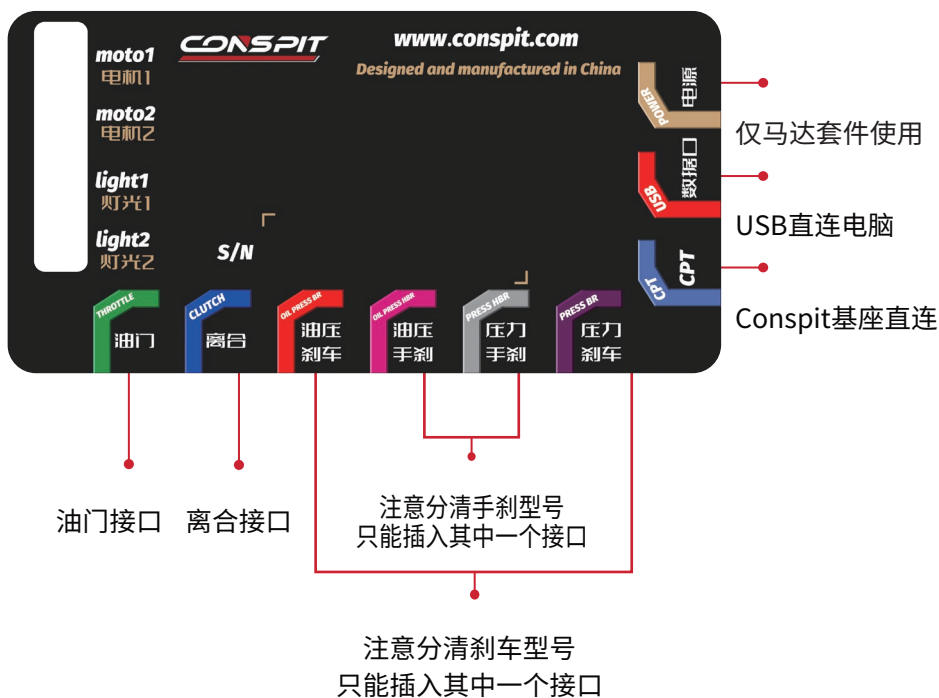 CONSPIT
www.conspit.com
Designed and manufactured in China
moto1
电机1
moto2
电机2
light1
灯光1
light2
灯光2
S/N
POWER
电源
仅马达套件使用
USB
数据口
USB直连电脑
CPT
CPT
Conspit基座直连
THROTTLE
油门
CLUTCH
离合
OIL PRESS BR
油压
刹车
OIL PRESS HBR
油压
手刹
PRESS HBR
压力
手刹
PRESS BR
压力
刹车
油门接口
离合接口
注意分清手刹型号
只能插入其中一个接口
注意分清刹车型号
只能插入其中一个接口